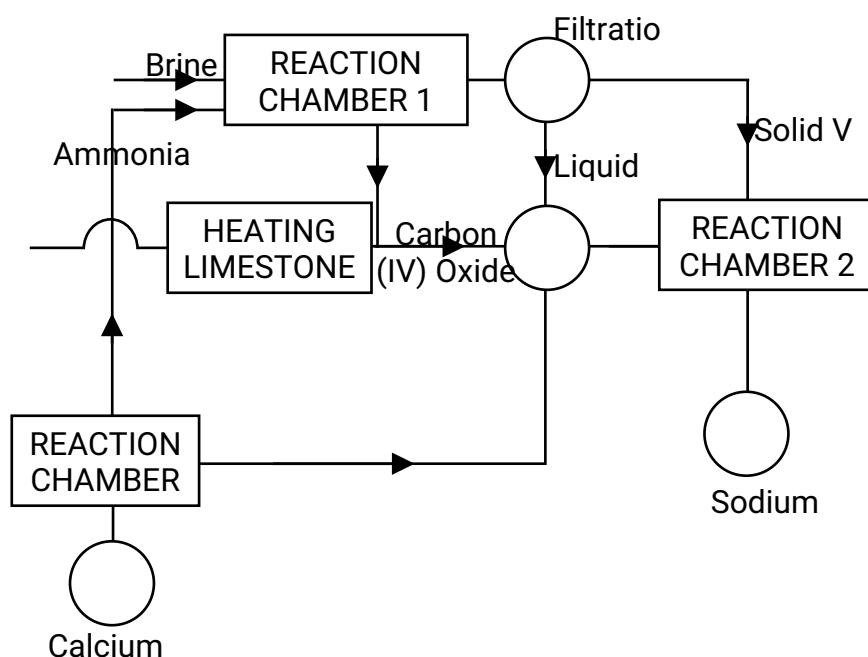 Filtratio
Brine
REACTION
CHAMBER 1
Ammonia
Solid V
Liquid
HEATING
LIMESTONE
Carbon
(IV) Oxide
REACTION
CHAMBER 2
REACTION
CHAMBER
Sodium
Calcium